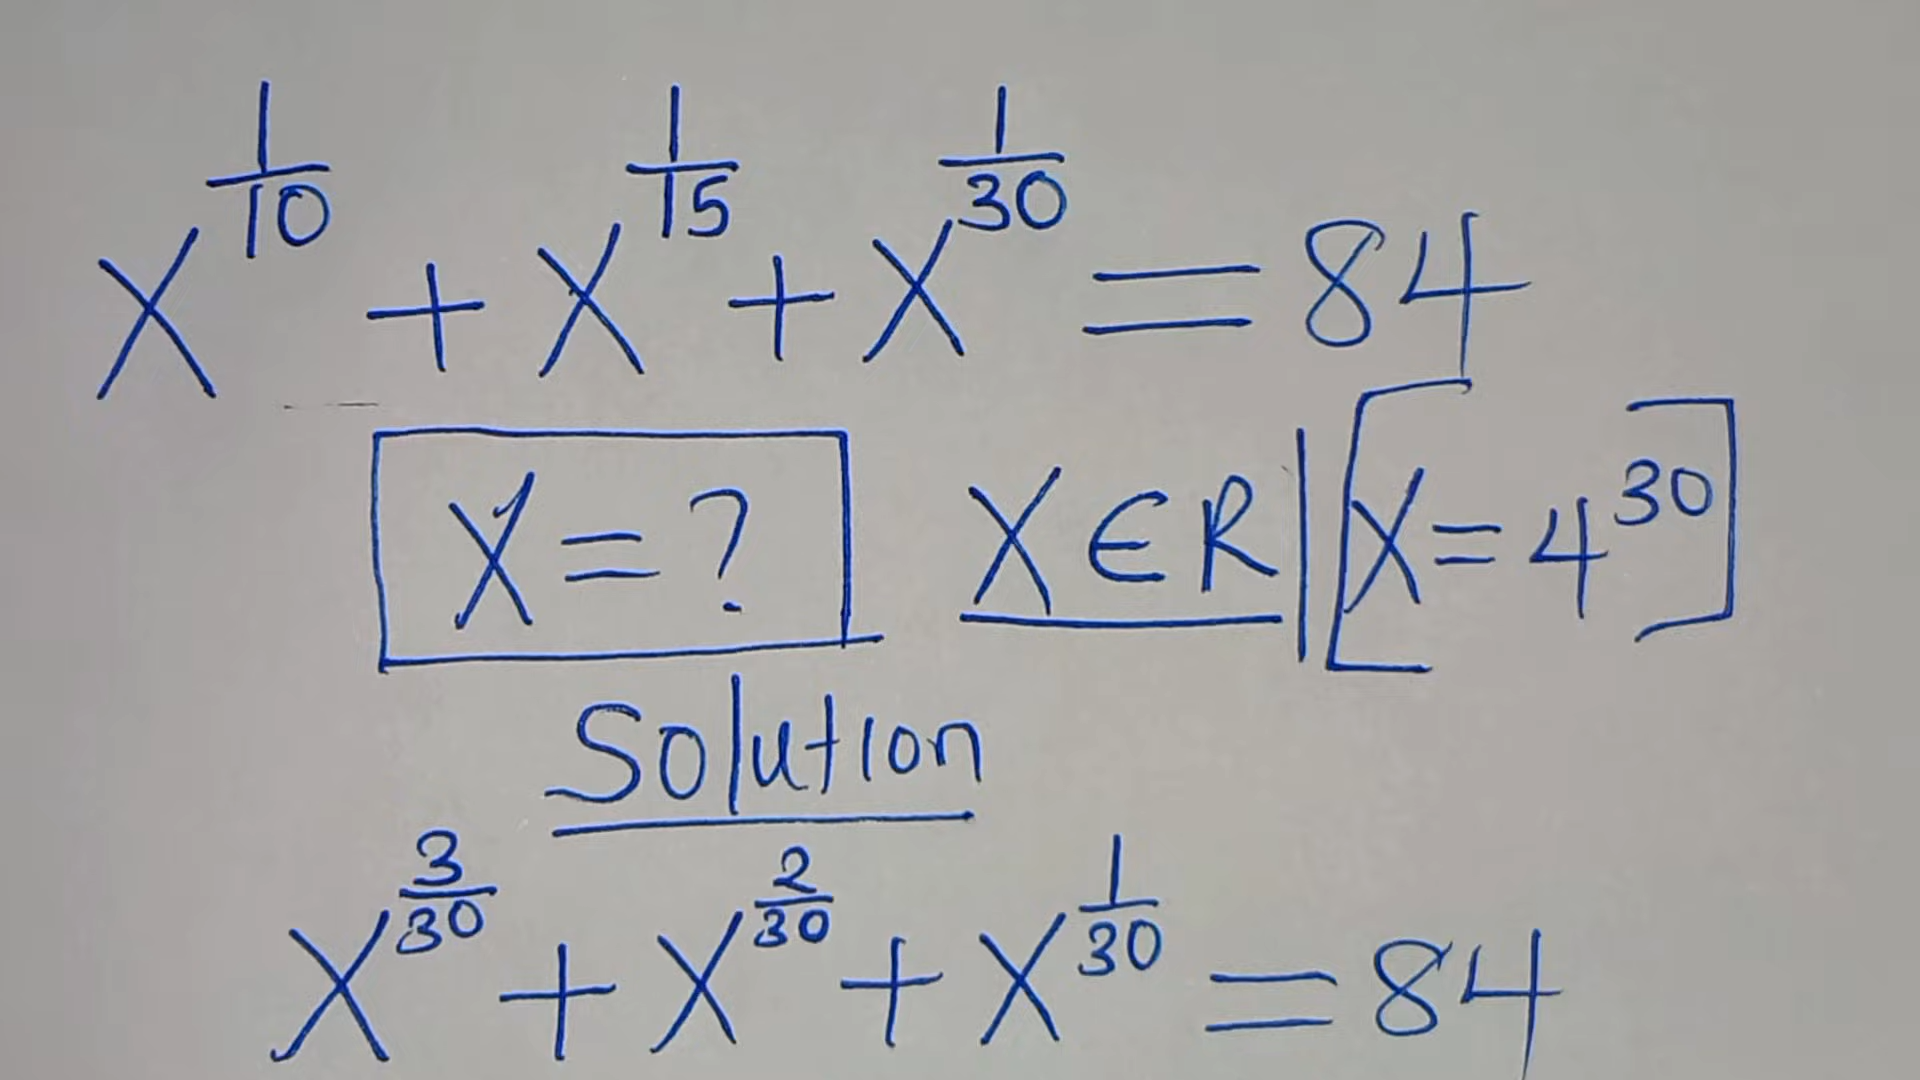 x^{1/10} + x^{1/15} + x^{1/30} = 84
X = ? X ∈ R | [X = 4^{30}]
Solution
x^{3/30} + x^{2/30} + x^{1/30} = 84